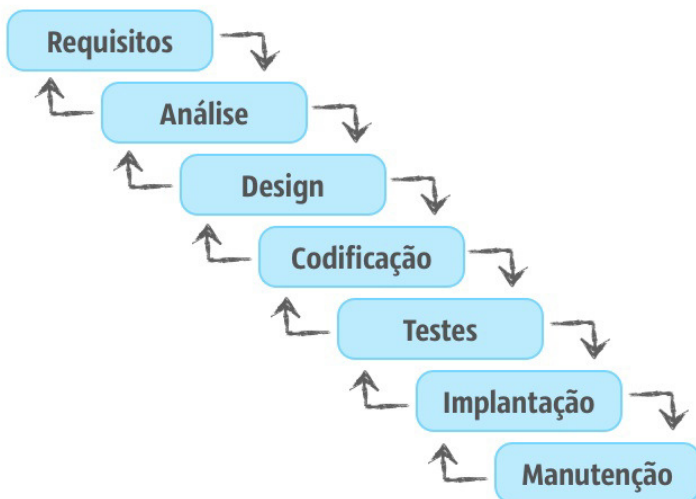 Requisitos
Análise
Design
Codificação
Testes
Implantação
Manutenção